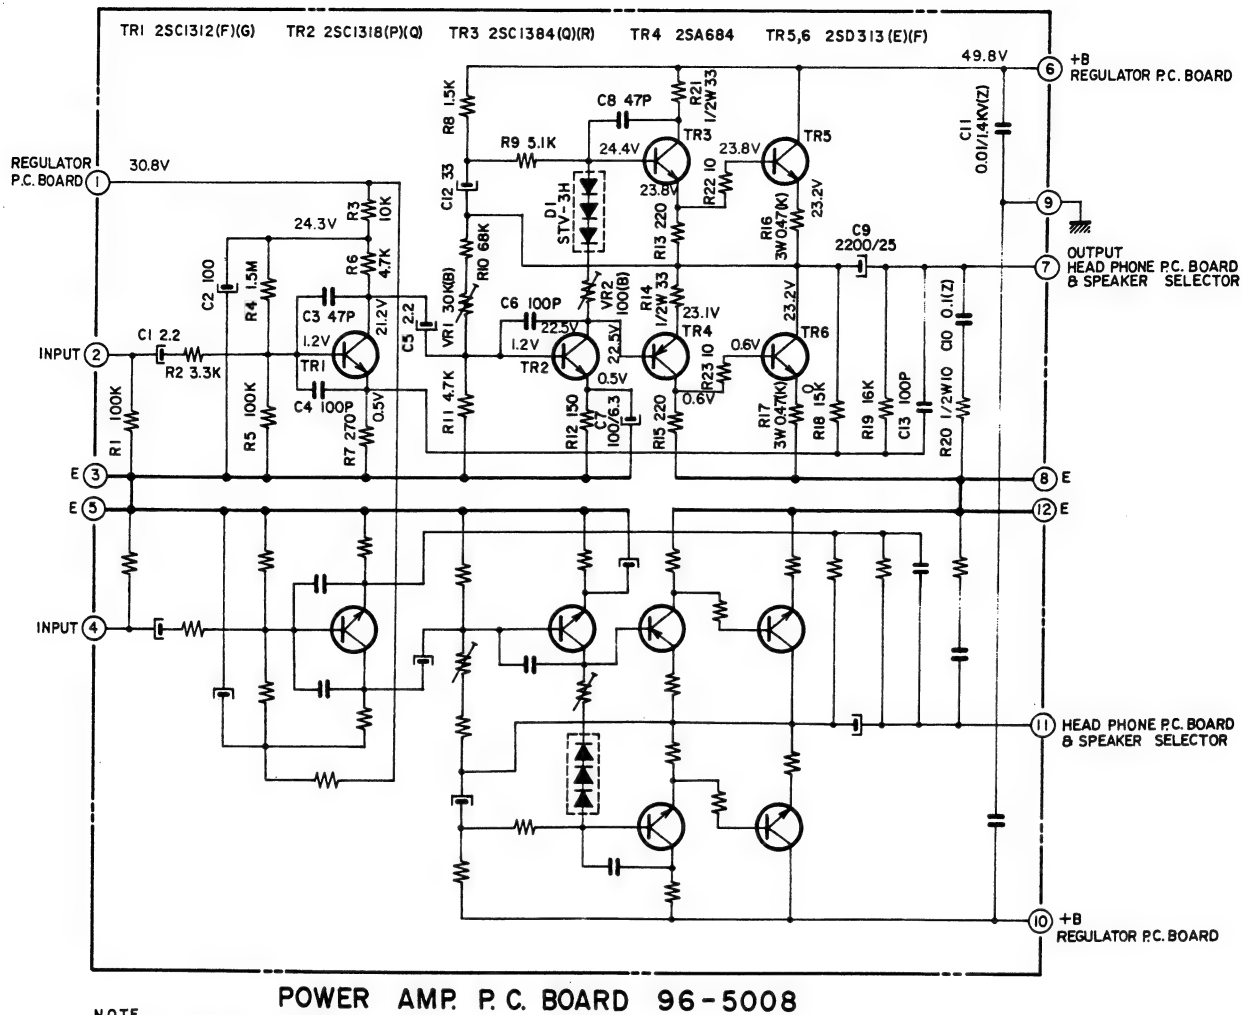 TR1 2SC1312(F)(G) TR2 2SC1318(P)(Q) TR3 2SC1384(Q)(R) TR4 2SA684 TR5,6 2SD313(E)(F)
49.8V
6 +B
REGULATOR P.C. BOARD
R8 1.5K
C8 47P
R21
1/2W 33
C11
0.01/1.4KV(Z)
TR3
TR5
R9 5.1K
24.4V
23.8V
REGULATOR
P.C. BOARD
1
30.8V
C12 33
D1
STV-3H
23.8V
R22 10
23.2V
R3
10K
9
24.3V
R10 68K
R13 220
R16
3W 0.47(K)
C9
2200/25
OUTPUT
7 HEAD PHONE P.C. BOARD
& SPEAKER SELECTOR
R6
4.7K
C2 100
R4 1.5M
C3 47P
21.2V
C5 2.2
VR1 30K(B)
C6 100P
VR2
100(B)
R14
1/2W 33
23.1V
23.2V
C10 0.1(Z)
INPUT 2
C1 2.2
R2 3.3K
1.2V
TR1
1.2V
22.5V
TR2
22.5V
TR4
R23 10
0.6V
TR6
R1 100K
R5 100K
C4 100P
0.5V
R7 270
R11 4.7K
0.5V
R12 150
C7
100/6.3
R15 220
0.6V
R17
3W 0.47(K)
0
R18 15K
R19 16K
C13 100P
R20 1/2W 10
E 3
8 E
E 5
12 E
INPUT 4
11 HEAD PHONE P.C. BOARD
& SPEAKER SELECTOR
10 +B
REGULATOR P.C. BOARD
POWER AMP. P.C. BOARD 96-5008
NOTE